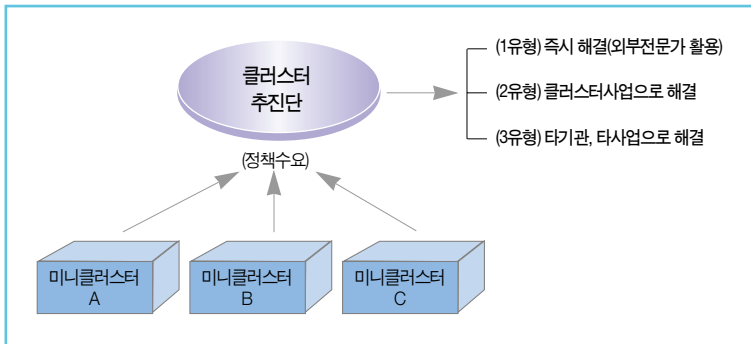 클러스터
추진단
(1유형) 즉시 해결(외부전문가 활용)
(2유형) 클러스터사업으로 해결
(3유형) 타기관, 타사업으로 해결
(정책수요)
미니클러스터
A
미니클러스터
B
미니클러스터
C